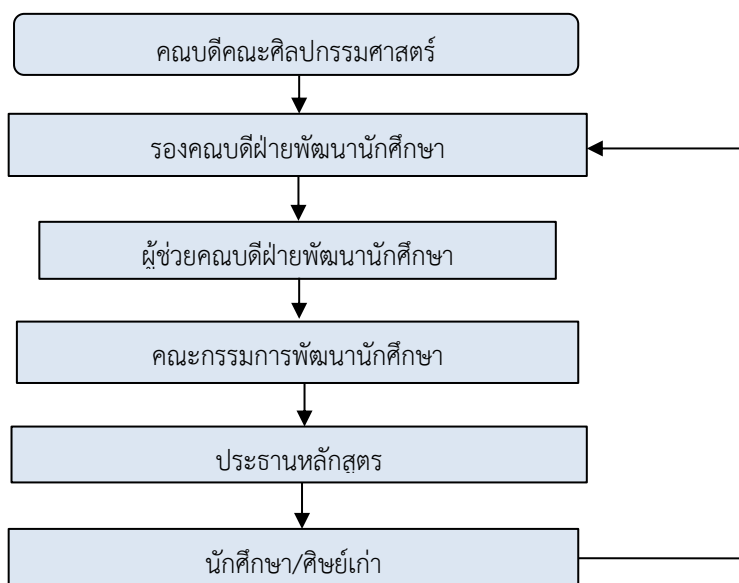 คณบดีคณะศิลปกรรมศาสตร์
รองคณบดีฝ่ายพัฒนานักศึกษา
ผู้ช่วยคณบดีฝ่ายพัฒนานักศึกษา
คณะกรรมการพัฒนานักศึกษา
ประธานหลักสูตร
นักศึกษา/ศิษย์เก่า